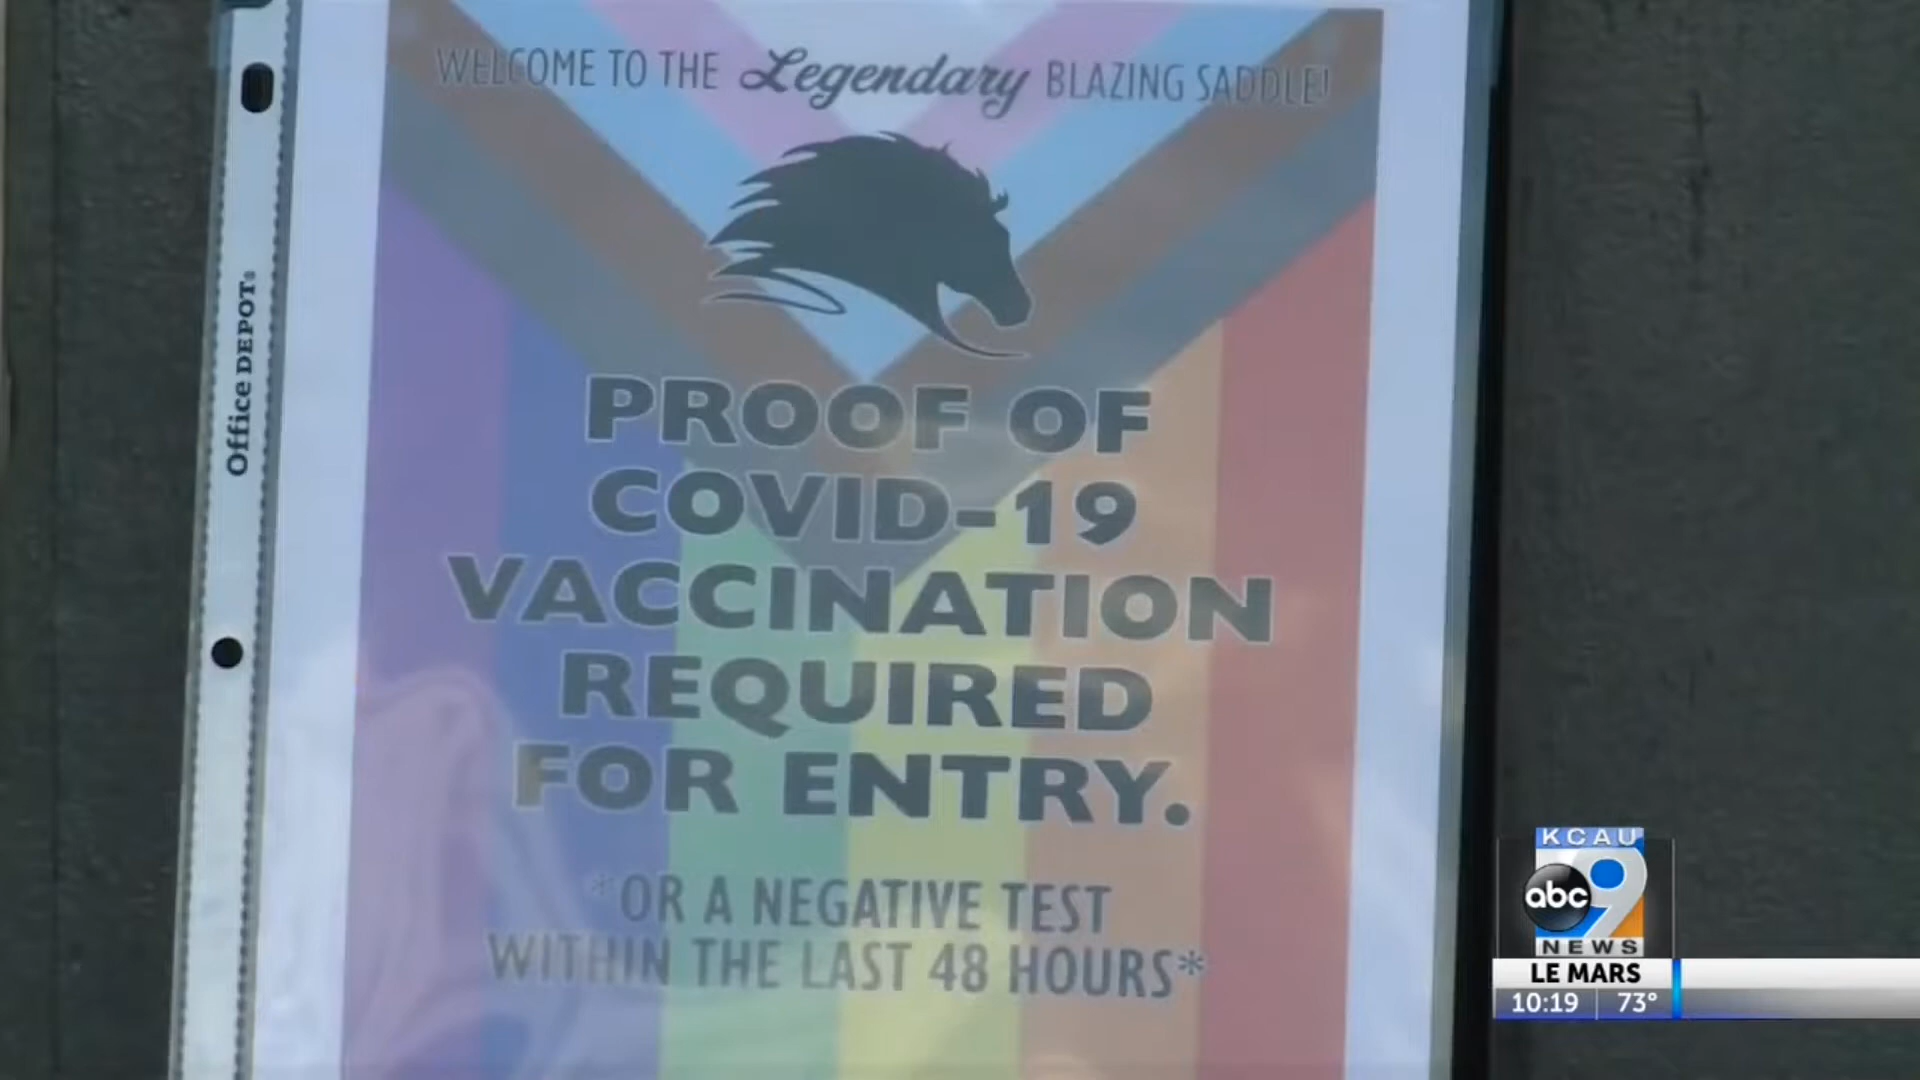 WELCOME TO THE Legendary BLAZING SADDLE!
PROOF OF
COVID-19
VACCINATION
REQUIRED
FOR ENTRY.
*OR A NEGATIVE TEST
WITHIN THE LAST 48 HOURS*
Office DEPOT
KCAU
abc 9
NEWS
LE MARS
10:19 73°